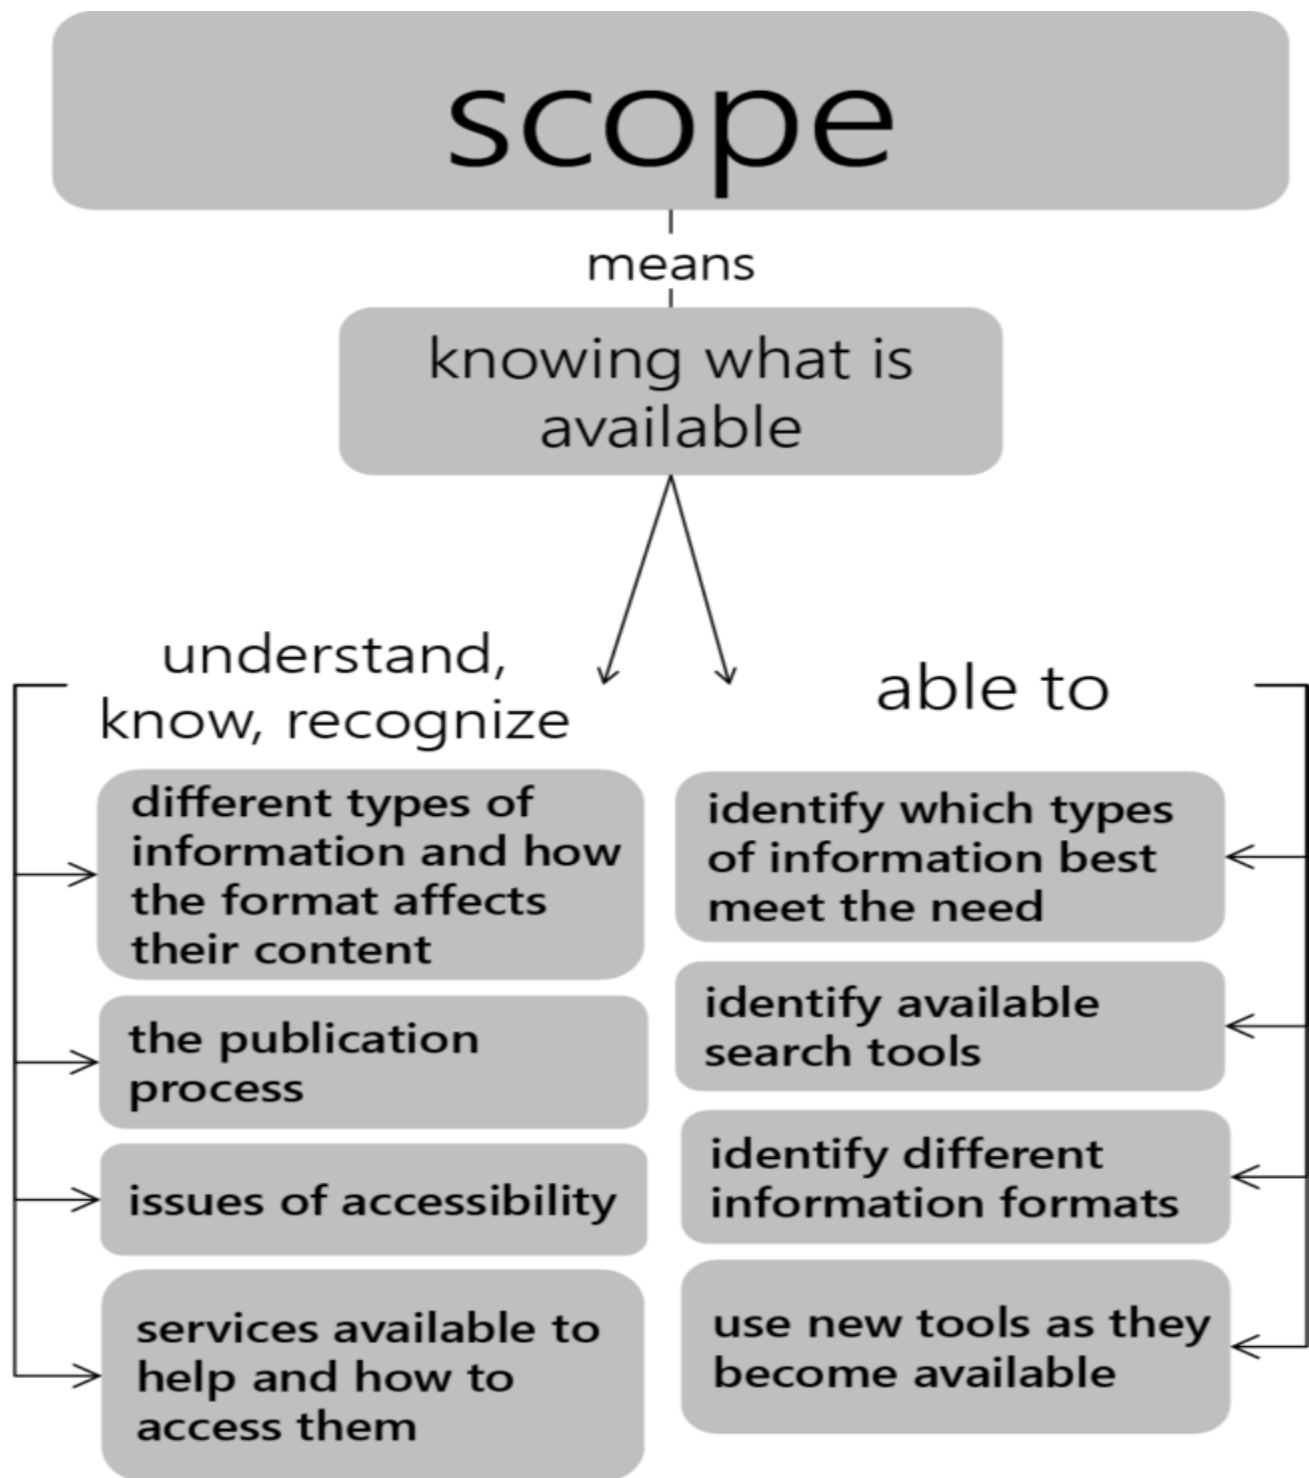 scope
means
knowing what is
available
understand,
know, recognize
different types of
information and how
the format affects
their content
the publication
process
issues of accessibility
services available to
help and how to
access them
able to
identify which types
of information best
meet the need
identify available
search tools
identify different
information formats
use new tools as they
become available